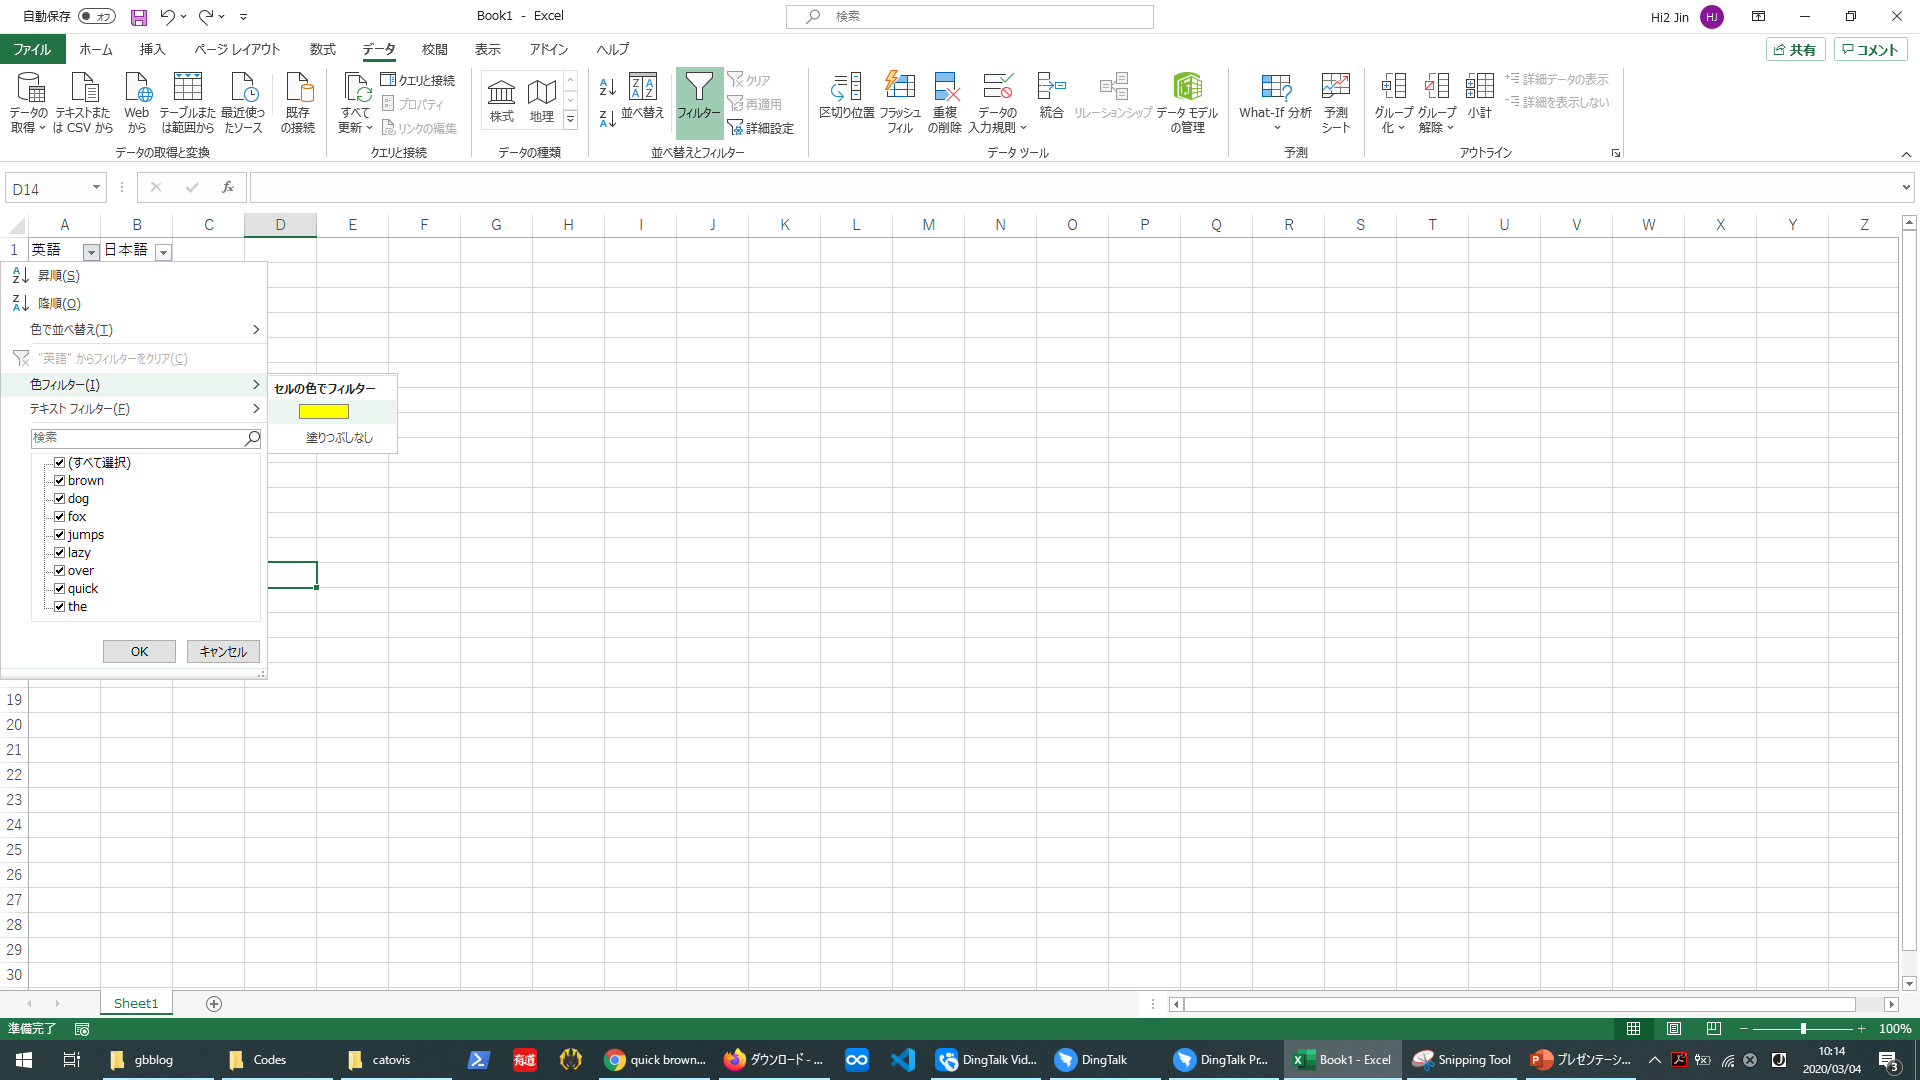 自動保存 オフ Book1 - Excel 検索 Hi2 Jin HJ
ファイル ホーム 挿入 ページ レイアウト 数式 データ 校閲 表示 アドイン ヘルプ 共有 コメント
データの取得 テキストまたは CSV から Web から テーブルまたは範囲から 最近使ったソース 既存の接続
データの取得と変換
すべて更新 クエリと接続 プロパティ リンクの編集
クエリと接続
株式 地理
データの種類
並べ替え フィルター クリア 再適用 詳細設定
並べ替えとフィルター
区切り位置 フラッシュ フィル 重複の削除 データの入力規則 統合 リレーションシップ データ モデルの管理
データ ツール
What-If 分析 予測シート
予測
グループ化 グループ解除 小計 詳細データの表示 詳細を表示しない
アウトライン
D14 fx
A B C D E F G H I J K L M N O P Q R S T U V W X Y Z
1 英語 日本語
昇順(S)
降順(O)
色で並べ替え(T)
"英語" からフィルターをクリア(C)
色フィルター(I)
テキスト フィルター(F)
セルの色でフィルター
塗りつぶしなし
検索
(すべて選択)
brown
dog
fox
jumps
lazy
over
quick
the
OK キャンセル
19
20
21
22
23
24
25
26
27
28
29
30
Sheet1
準備完了 100%
gbblog Codes catovis 有道 quick brown... ダウンロード - ... DingTalk Vid... DingTalk DingTalk Pr... Book1 - Excel Snipping Tool プレゼンテーシ... 10:14
2020/03/04 3